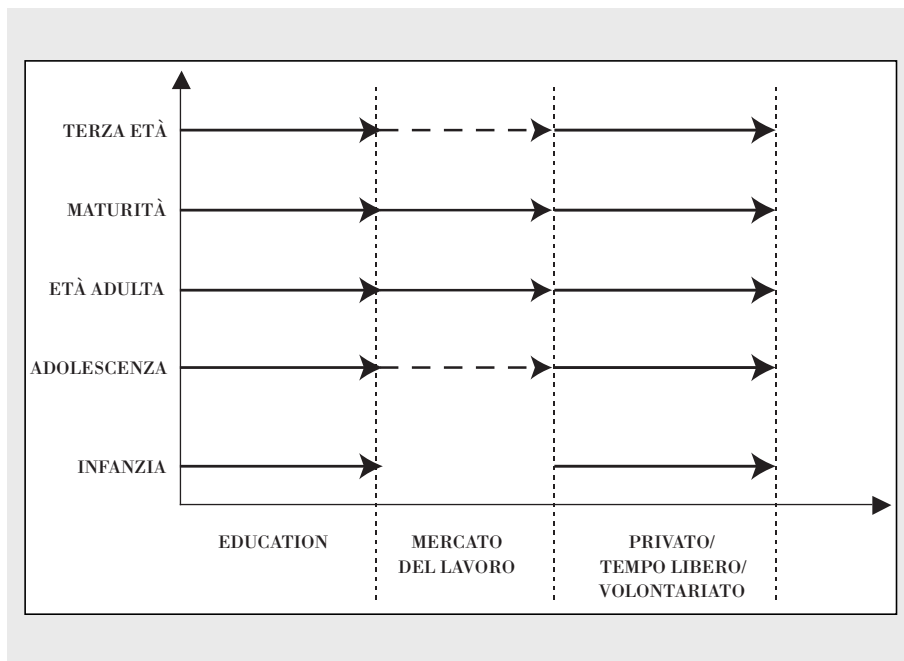 TERZA ETÀ
MATURITÀ
ETÀ ADULTA
ADOLESCENZA
INFANZIA
EDUCATION
MERCATO
DEL LAVORO
PRIVATO/
TEMPO LIBERO/
VOLONTARIATO